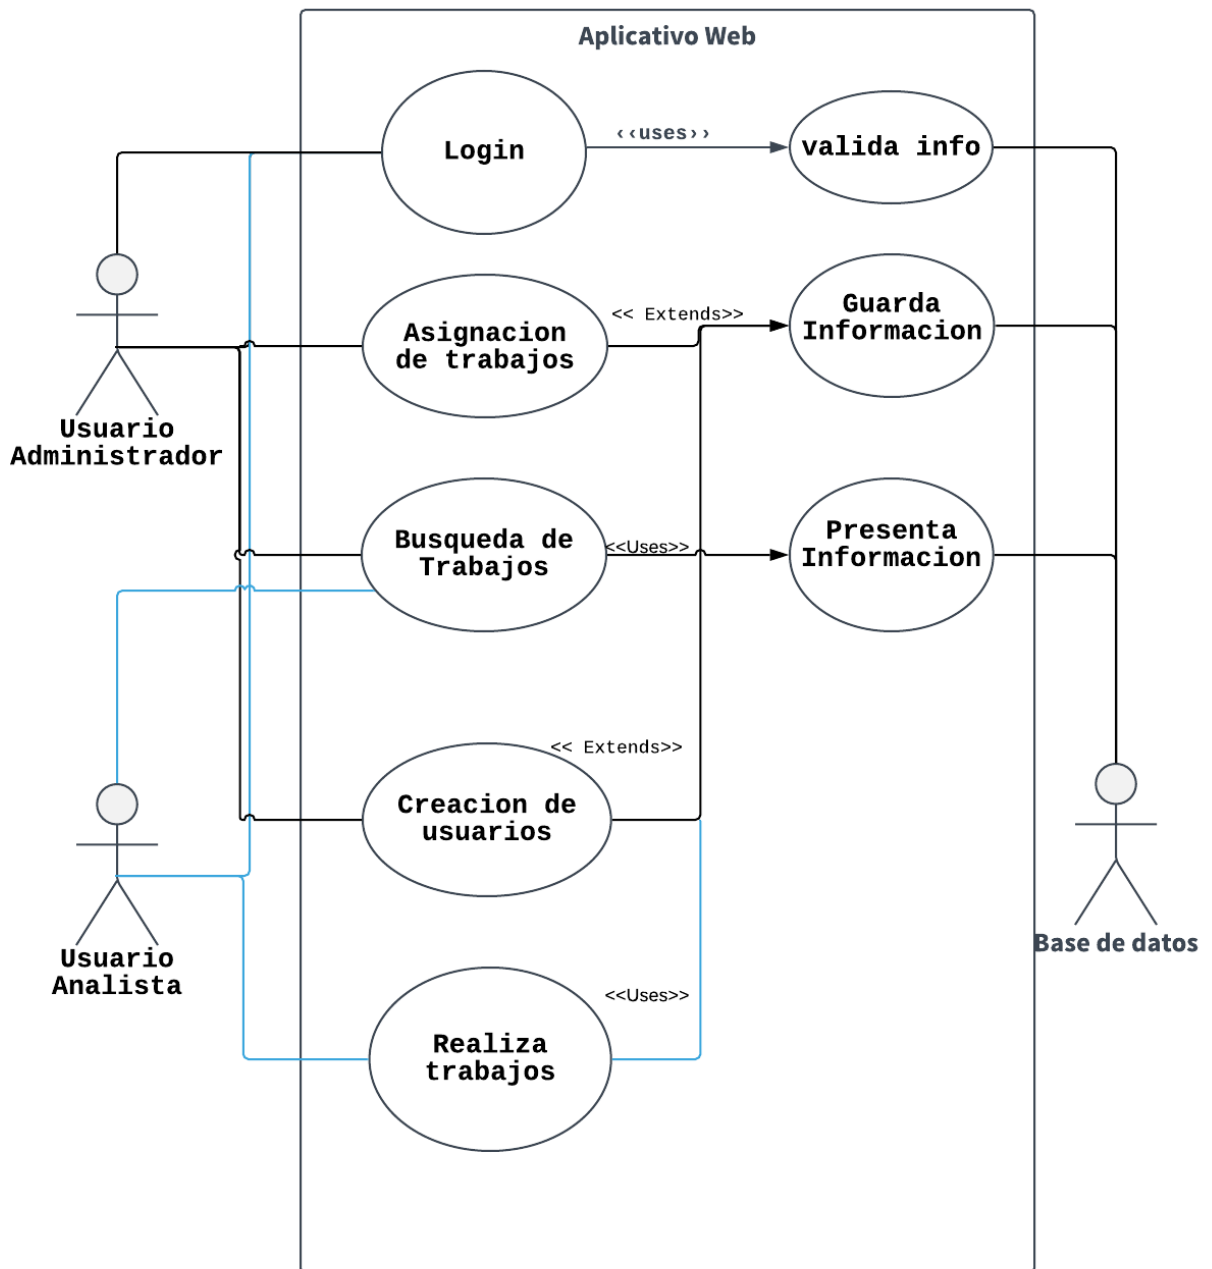 Aplicativo Web
Login
‹‹uses››
valida info
Asignacion
de trabajos
<< Extends>>
Guarda
Informacion
Usuario
Administrador
Busqueda de
Trabajos
<<Uses>>
Presenta
Informacion
<< Extends>>
Creacion de
usuarios
Usuario
Analista
Base de datos
<<Uses>>
Realiza
trabajos